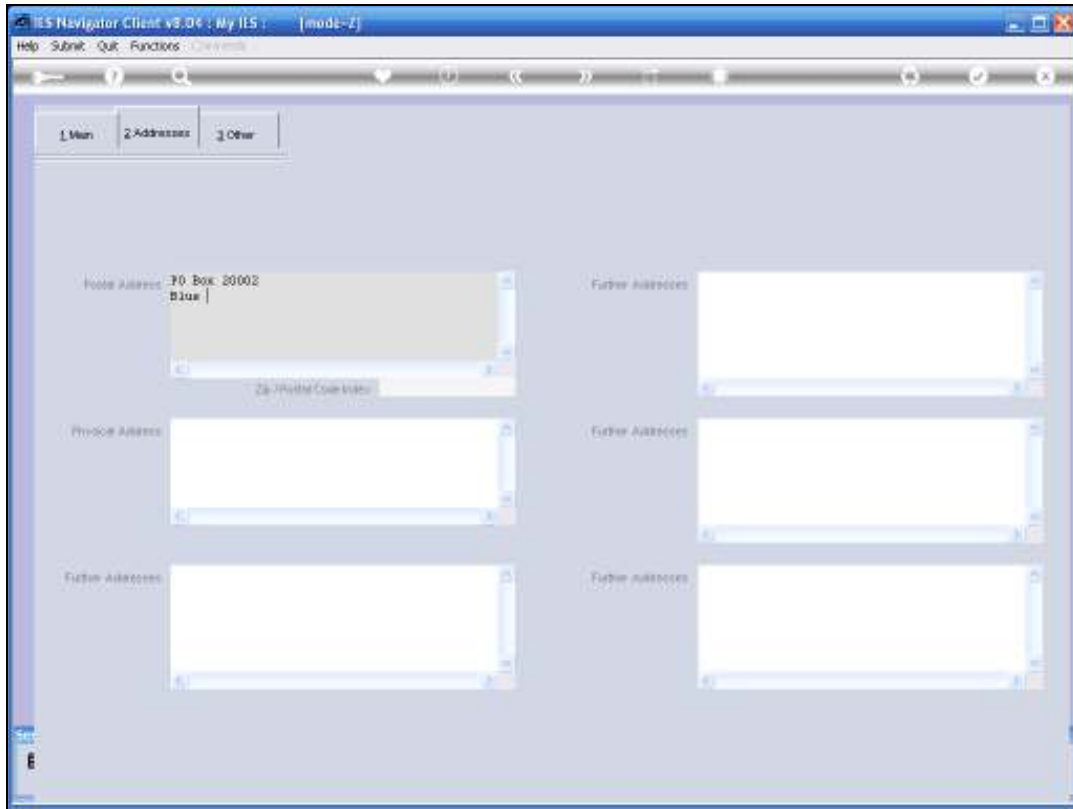 IES Navigator Client v8.04 : My IES : [mode=Z]
Help Submit Quit Functions Commands
1 Main 2 Addresses 3 Other
Postal Address PO Box 20002
Blue
Further Addresses
Zip / Postal Code Index
Physical Address
Further Addresses
Further Addresses
Further Addresses